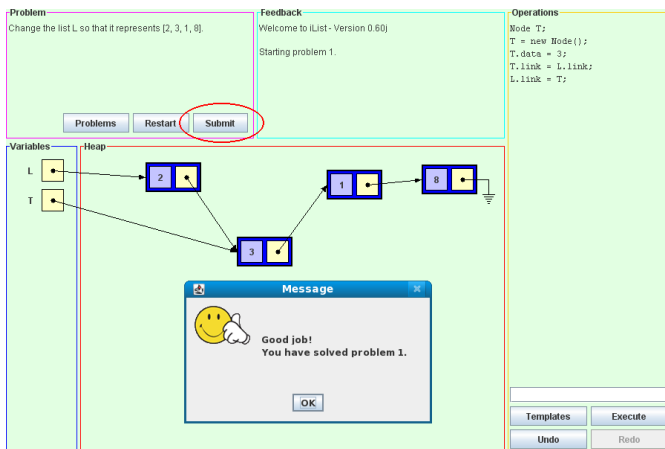 Problem
Change the list L so that it represents [2, 3, 1, 8].
Problems
Restart
Submit
Feedback
Welcome to iList - Version 0.60j
Starting problem 1.
Operations
Node T;
T = new Node();
T.data = 3;
T.link = L.link;
L.link = T;
Variables
L
T
Heap
2
3
1
8
Message
Good job!
You have solved problem 1.
OK
Templates
Execute
Undo
Redo